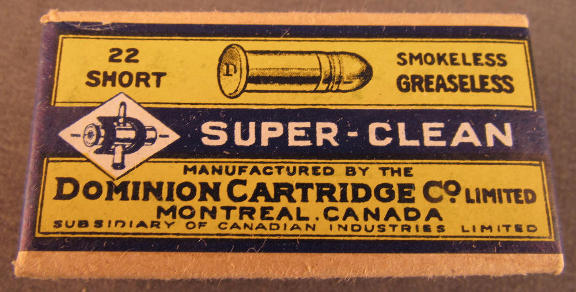 22
SHORT
D
SMOKELESS
GREASELESS
SUPER-CLEAN
MANUFACTURED BY THE
DOMINION CARTRIDGE CO. LIMITED
MONTREAL. CANADA
SUBSIDIARY OF CANADIAN INDUSTRIES LIMITED